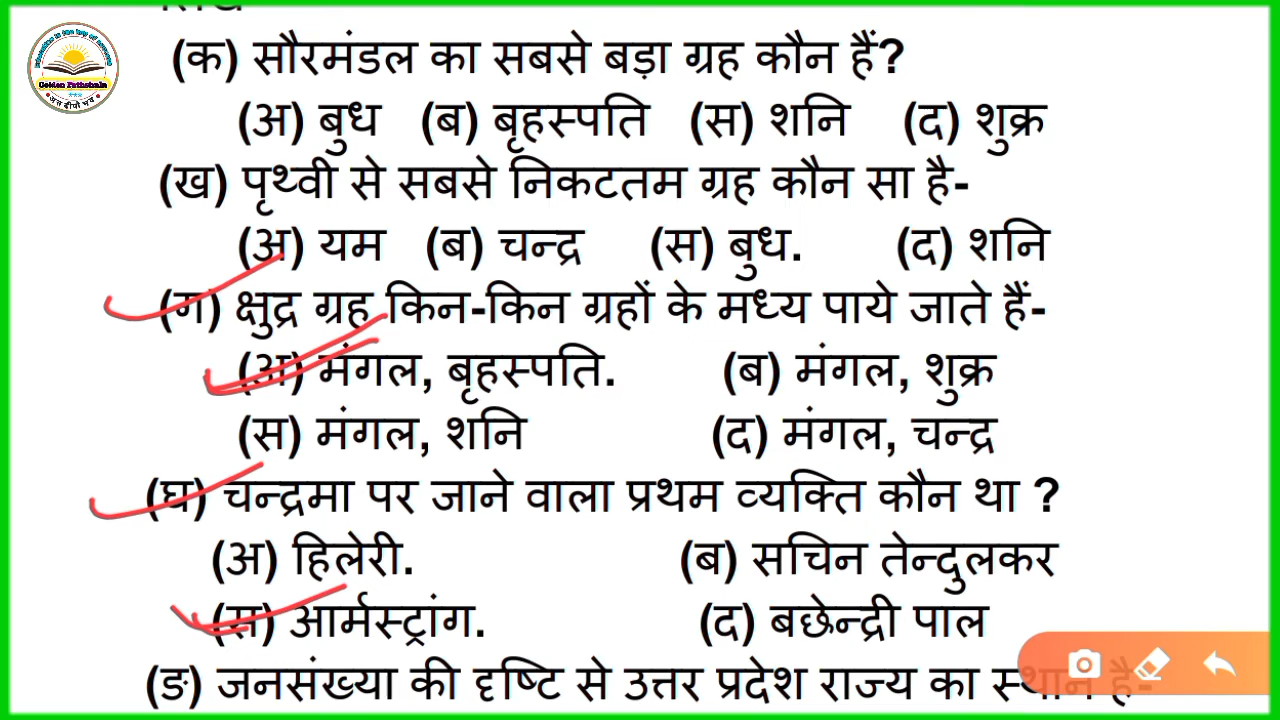 (क) सौरमंडल का सबसे बड़ा ग्रह कौन हैं?
(अ) बुध (ब) बृहस्पति (स) शनि (द) शुक्र
(ख) पृथ्वी से सबसे निकटतम ग्रह कौन सा है-
(अ) यम (ब) चन्द्र (स) बुध. (द) शनि
(ग) क्षुद्र ग्रह किन-किन ग्रहों के मध्य पाये जाते हैं-
(अ) मंगल, बृहस्पति. (ब) मंगल, शुक्र
(स) मंगल, शनि (द) मंगल, चन्द्र
(घ) चन्द्रमा पर जाने वाला प्रथम व्यक्ति कौन था ?
(अ) हिलेरी. (ब) सचिन तेन्दुलकर
(स) आर्मस्ट्रांग. (द) बछेन्द्री पाल
(ङ) जनसंख्या की दृष्टि से उत्तर प्रदेश राज्य का स्थान है-
Golden Pathshala